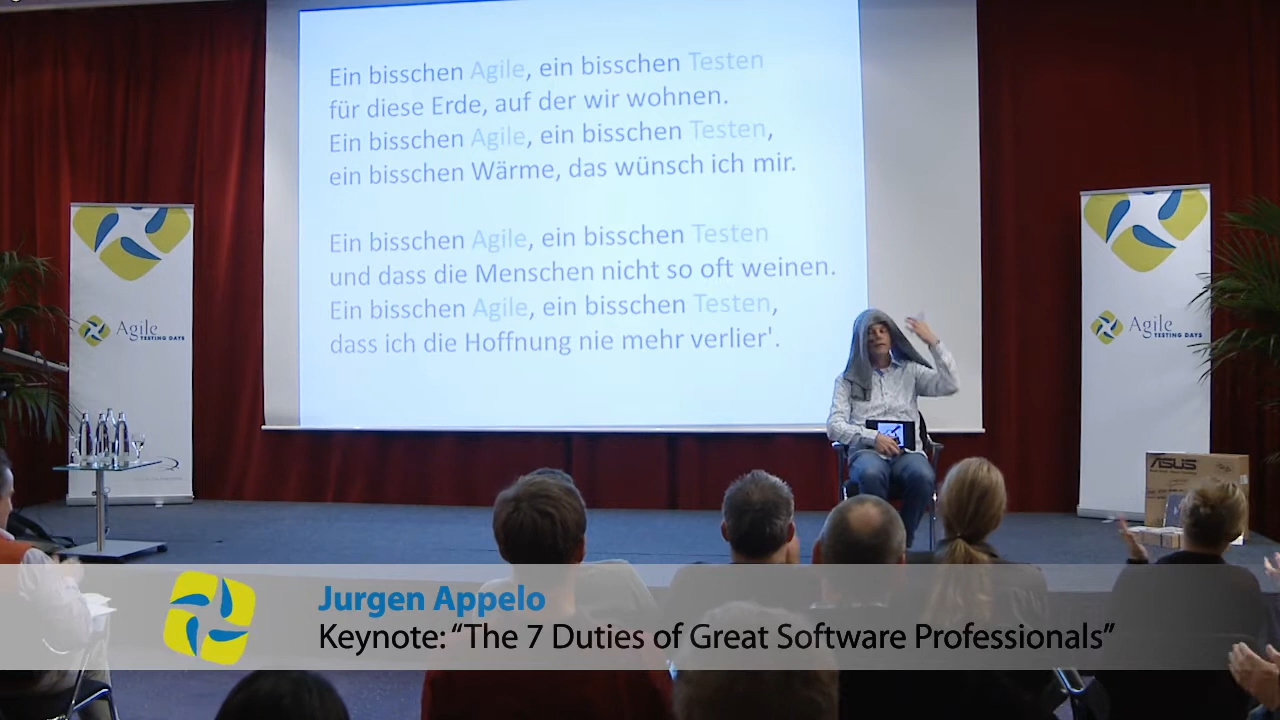 Ein bisschen Agile, ein bisschen Testen
für diese Erde, auf der wir wohnen.
Ein bisschen Agile, ein bisschen Testen,
ein bisschen Wärme, das wünsch ich mir.
Ein bisschen Agile, ein bisschen Testen
und dass die Menschen nicht so oft weinen.
Ein bisschen Agile, ein bisschen Testen,
dass ich die Hoffnung nie mehr verlier'.
Agile
TESTING DAYS
Agile
TESTING DAYS
ASUS
Jurgen Appelo
Keynote: “The 7 Duties of Great Software Professionals”